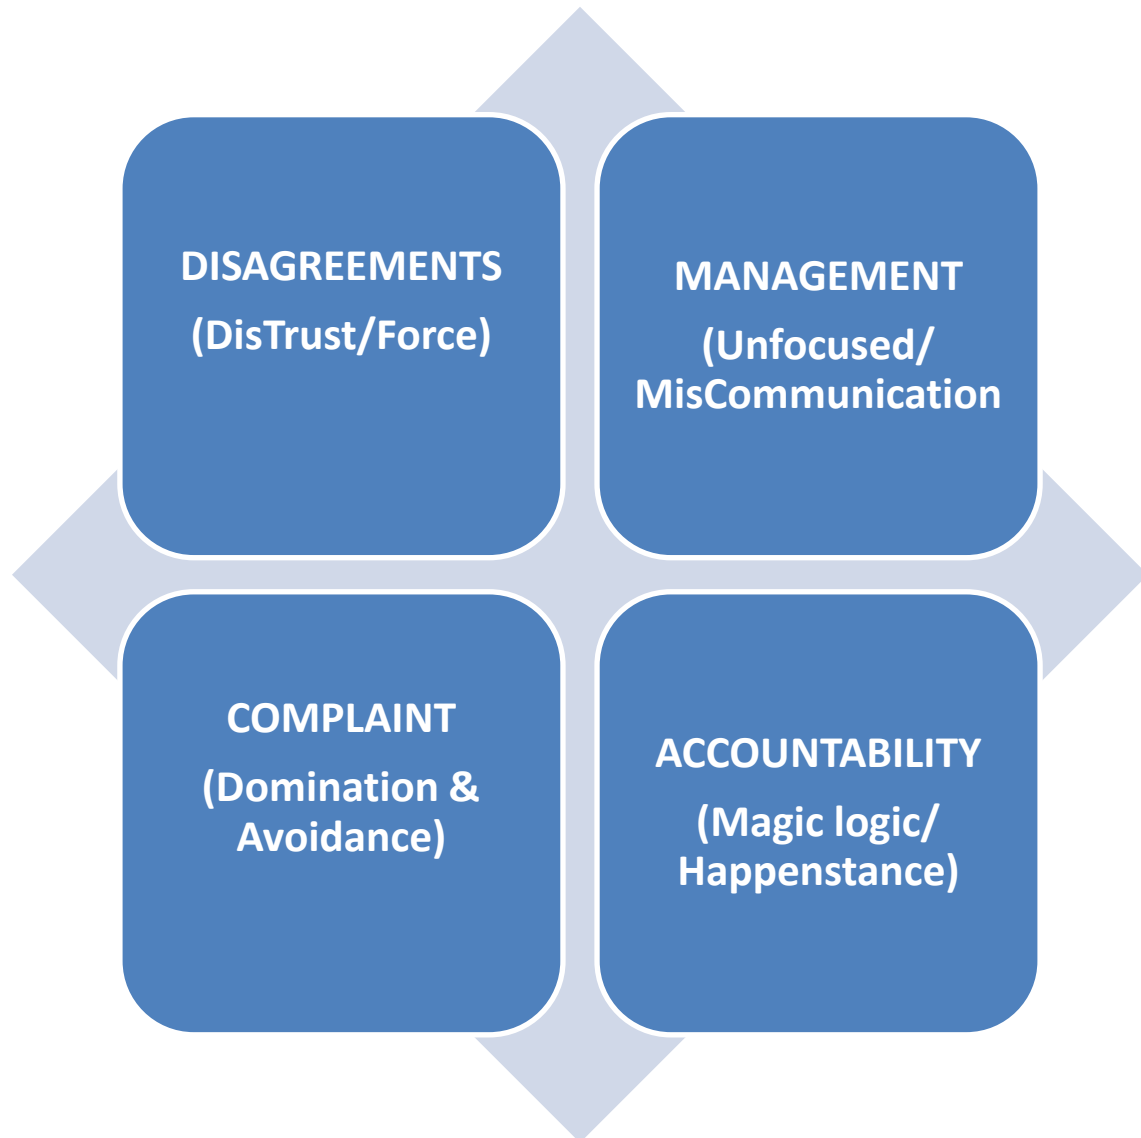 DISAGREEMENTS
(DisTrust/Force)
MANAGEMENT
(Unfocused/
MisCommunication
COMPLAINT
(Domination &
Avoidance)
ACCOUNTABILITY
(Magic logic/
Happenstance)